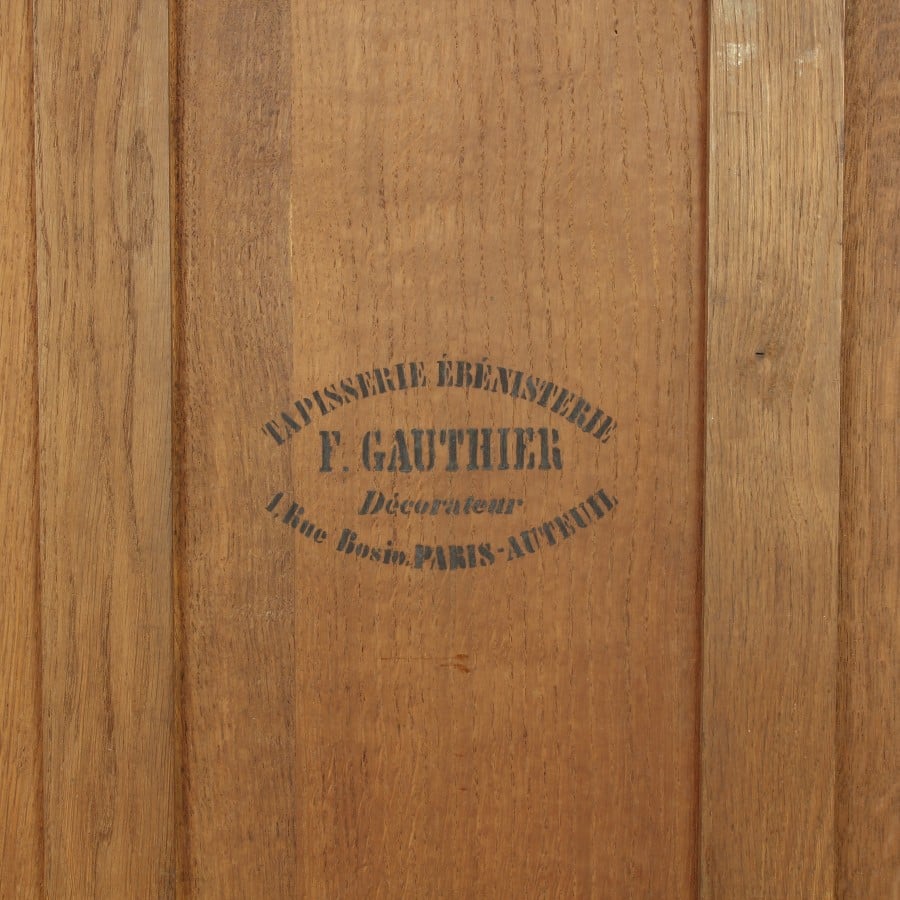 TAPISSERIE ÉBÉNISTERIE
F. GAUTHIER
Décorateur
1, Rue Bosio. PARIS-AUTEUIL